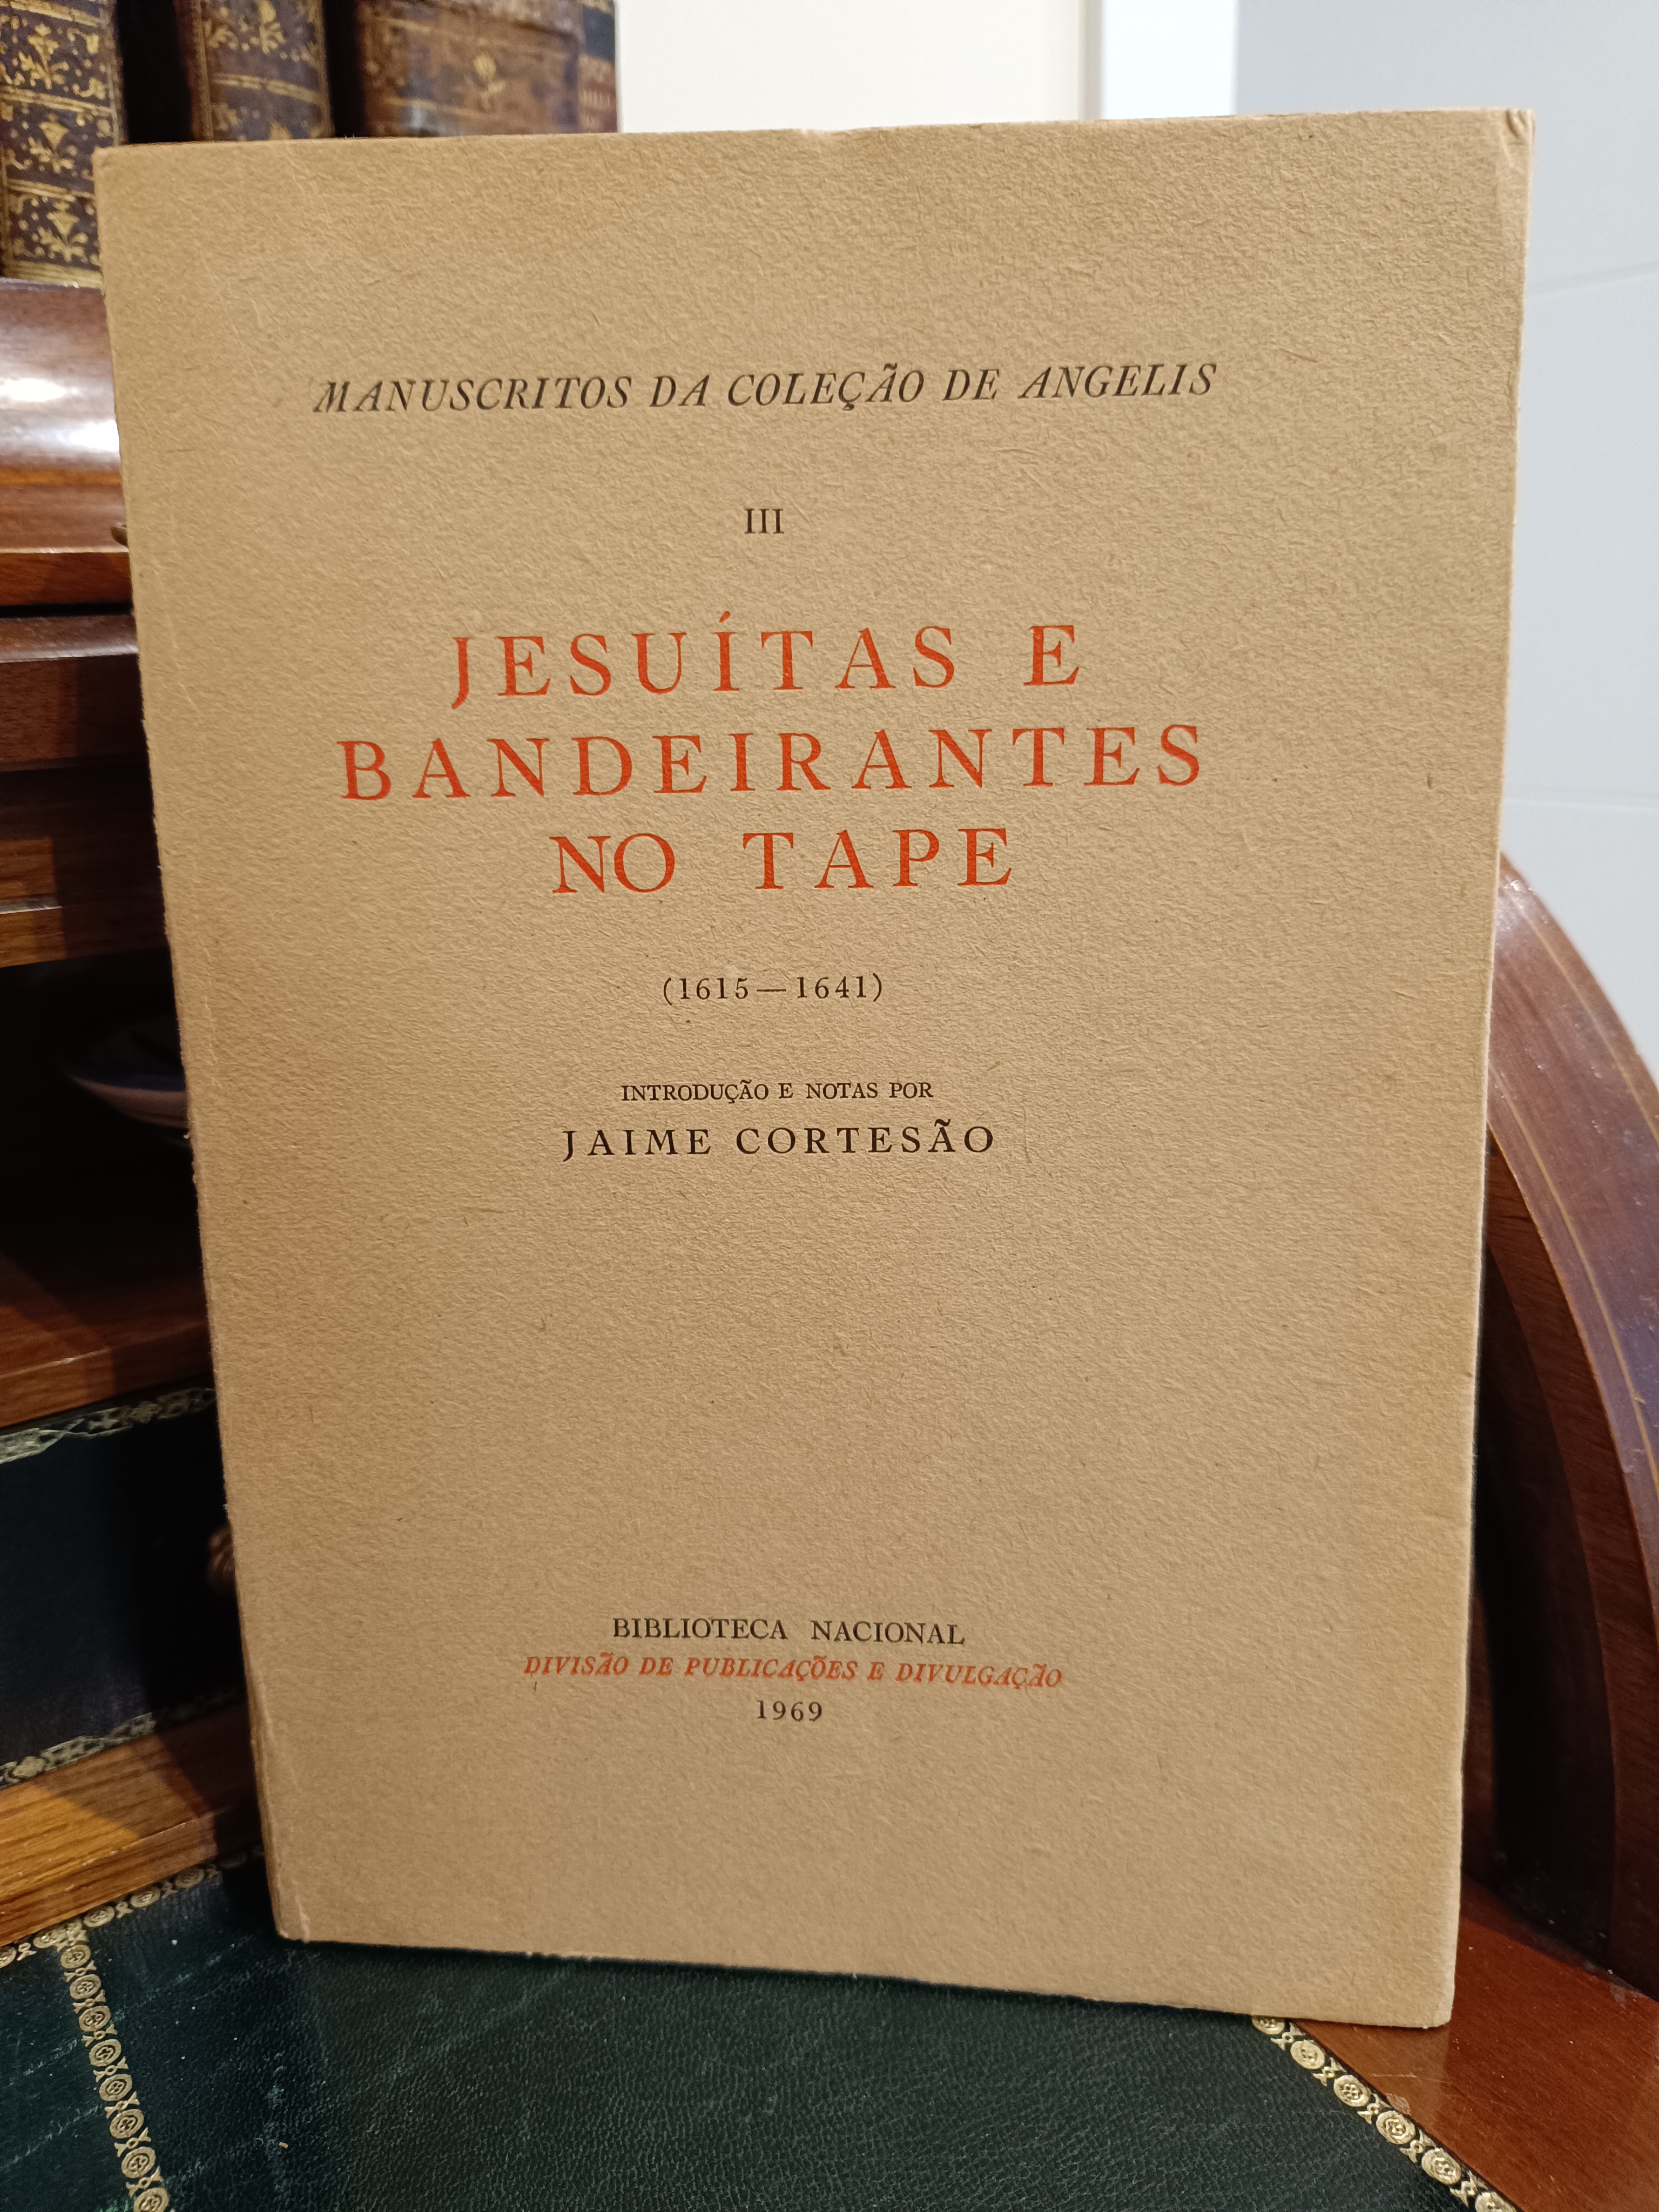 MANUSCRITOS DA COLEÇÃO DE ANGELIS
III
JESUÍTAS E
BANDEIRANTES
NO TAPE
(1615—1641)
INTRODUÇÃO E NOTAS POR
JAIME CORTESÃO
BIBLIOTECA NACIONAL
DIVISÃO DE PUBLICAÇÕES E DIVULGAÇÃO
1969